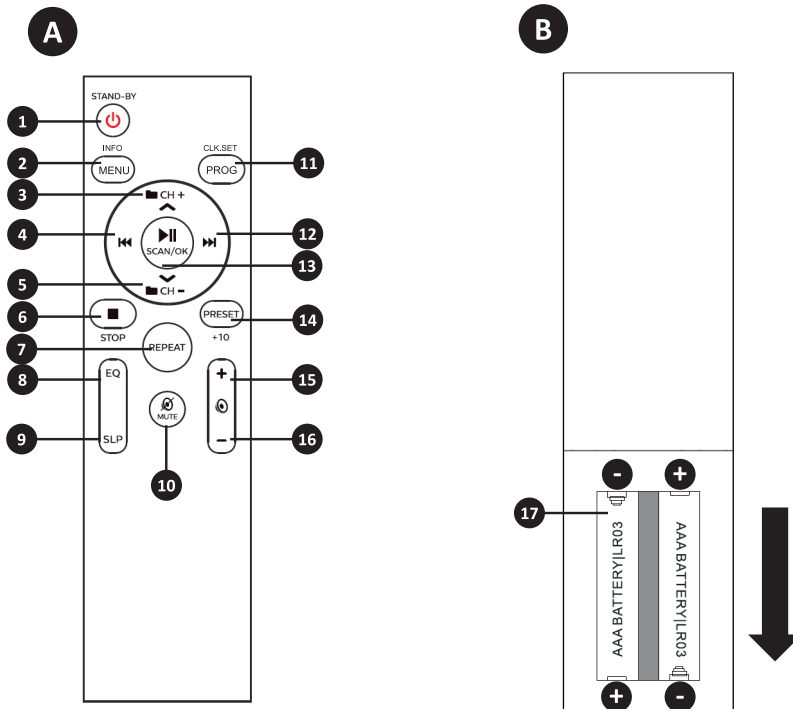 A
STAND-BY
1
INFO
CLK.SET
2
MENU
PROG
11
3
CH +
4
SCAN/OK
12
13
5
CH -
6
PRESET
14
STOP
+10
7
REPEAT
8
EQ
+
15
MUTE
9
SLP
-
16
10
B
- +
17
AAA BATTERY|LR03
AAA BATTERY|LR03
+ -